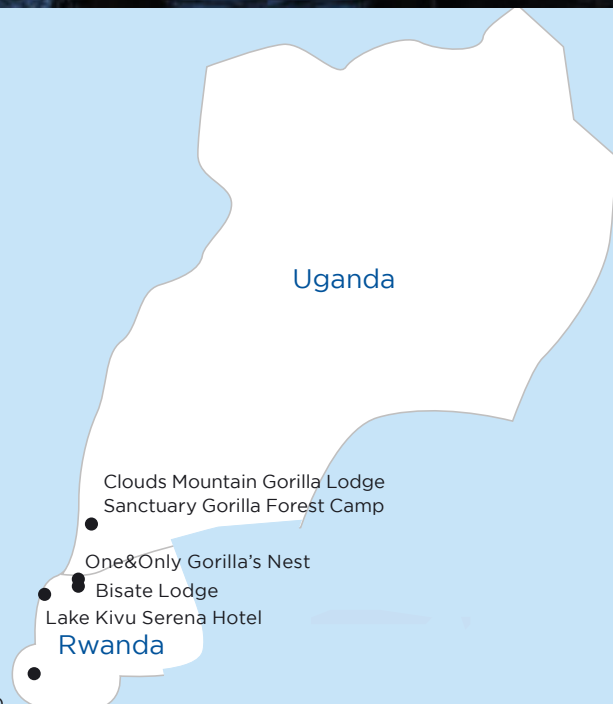 Uganda
Clouds Mountain Gorilla Lodge
Sanctuary Gorilla Forest Camp
One&Only Gorilla's Nest
Bisate Lodge
Lake Kivu Serena Hotel
Rwanda